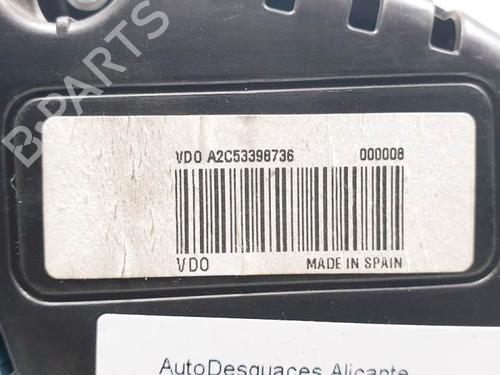 B-PARTS
VDO A2C53398736 000008
VDO MADE IN SPAIN
AutoDesguaces Alicante